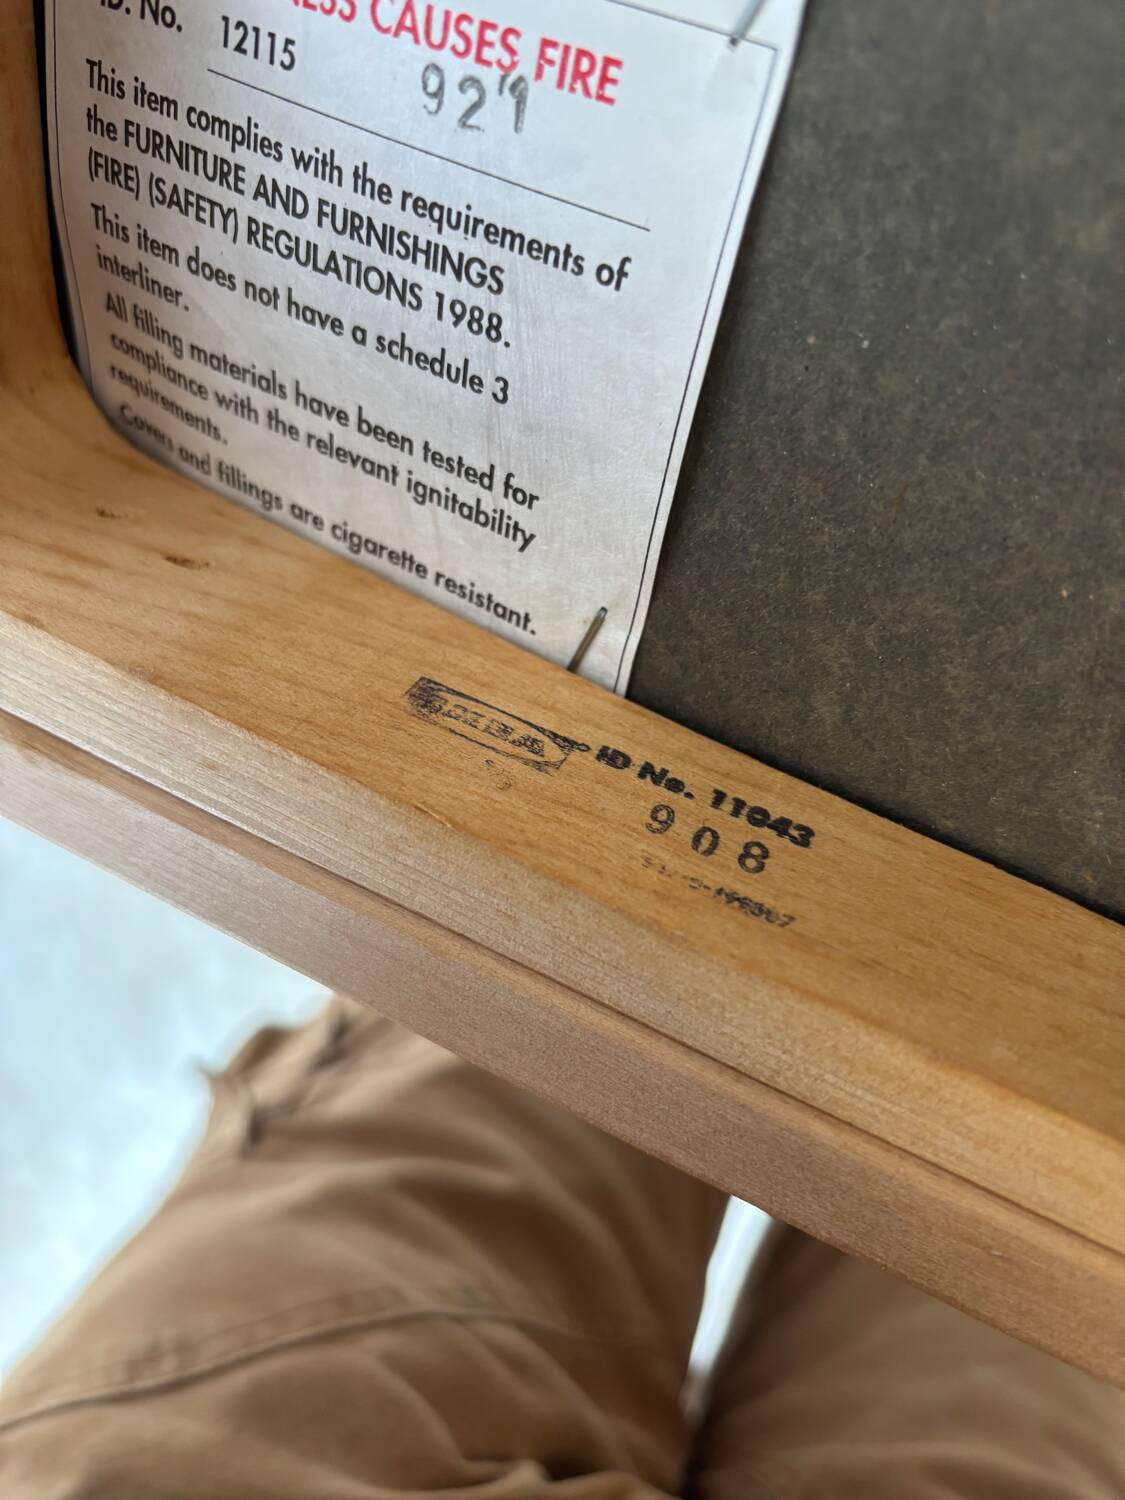 CAUSES FIRE
ID. No. 12115
921
This item complies with the requirements of
the FURNITURE AND FURNISHINGS
(FIRE) (SAFETY) REGULATIONS 1988.
This item does not have a schedule 3
interliner.
All filling materials have been tested for
compliance with the relevant ignitability
requirements.
Covers and fillings are cigarette resistant.
ID No. 11043
908